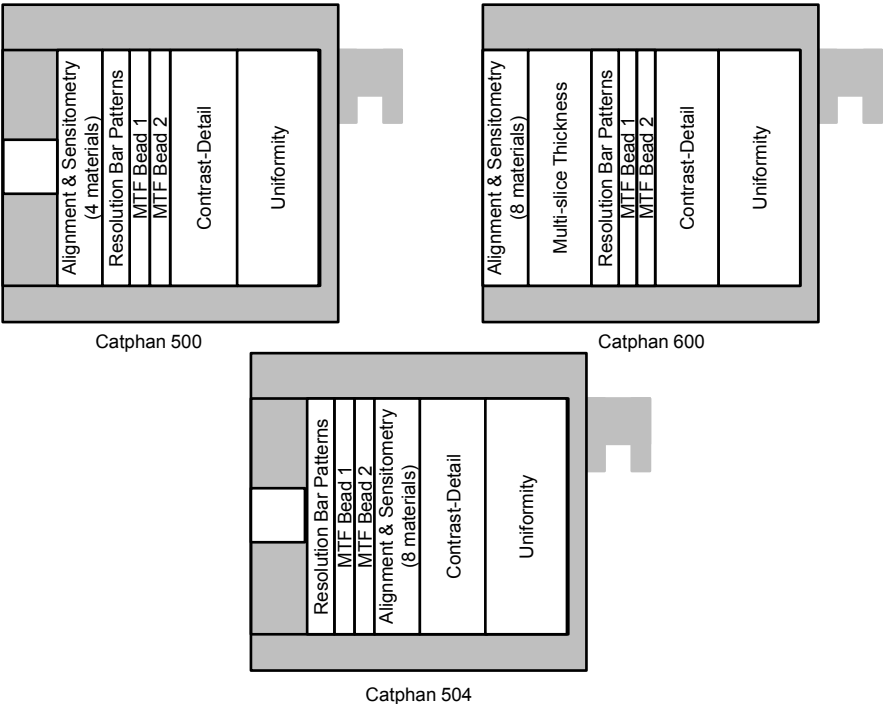 Alignment & Sensitometry
(4 materials)
Resolution Bar Patterns
MTF Bead 1
MTF Bead 2
Contrast-Detail
Uniformity
Catphan 500
Alignment & Sensitometry
(8 materials)
Multi-slice Thickness
Resolution Bar Patterns
MTF Bead 1
MTF Bead 2
Contrast-Detail
Uniformity
Catphan 600
Resolution Bar Patterns
MTF Bead 1
MTF Bead 2
Alignment & Sensitometry
(8 materials)
Contrast-Detail
Uniformity
Catphan 504